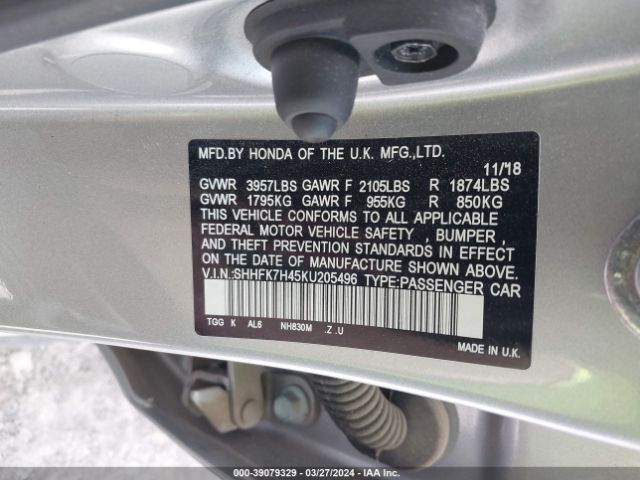 MFD.BY HONDA OF THE U.K. MFG.,LTD.
11/18
GVWR 3957LBS GAWR F 2105LBS R 1874LBS
GVWR 1795KG GAWR F 955KG R 850KG
THIS VEHICLE CONFORMS TO ALL APPLICABLE
FEDERAL MOTOR VEHICLE SAFETY , BUMPER ,
AND THEFT PREVENTION STANDARDS IN EFFECT
ON THE DATE OF MANUFACTURE SHOWN ABOVE.
V.I.N.:SHHFK7H45KU205496 TYPE:PASSENGER CAR
TGG K AL6 NH830M .Z .U
MADE IN U.K.
000-39079329 | 03/27/2024 - IAA Inc.